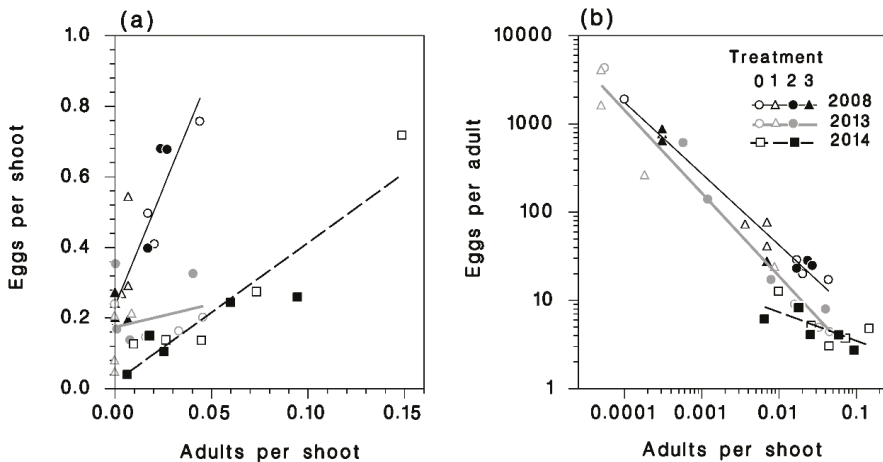 (a)
Eggs per shoot
1.0
0.8
0.6
0.4
0.2
0.0
0.00 0.05 0.10 0.15
Adults per shoot
(b)
Eggs per adult
10000
1000
100
10
1
0.0001 0.001 0.01 0.1
Adults per shoot
Treatment
0 1 2 3
2008
2013
2014